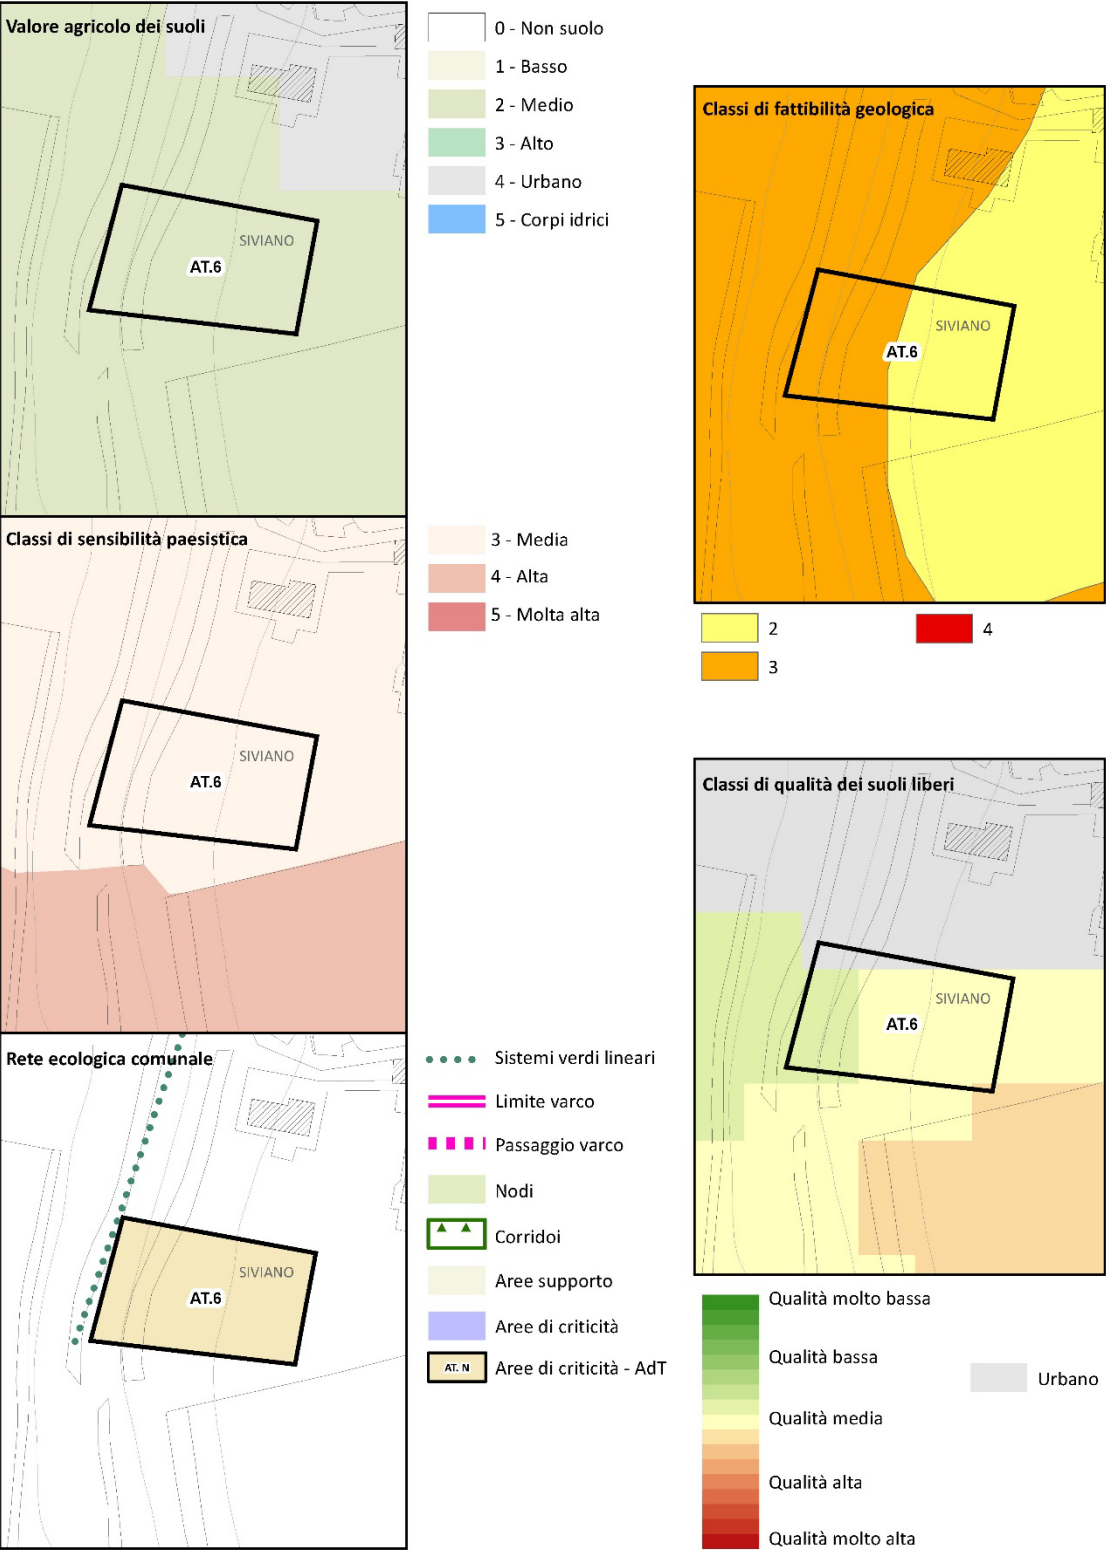 Valore agricolo dei suoli
SIVIANO
AT.6
0 - Non suolo
1 - Basso
2 - Medio
3 - Alto
4 - Urbano
5 - Corpi idrici
Classi di fattibilità geologica
SIVIANO
AT.6
2
3
4
Classi di sensibilità paesistica
SIVIANO
AT.6
3 - Media
4 - Alta
5 - Molta alta
Classi di qualità dei suoli liberi
SIVIANO
AT.6
Qualità molto bassa
Qualità bassa
Qualità media
Qualità alta
Qualità molto alta
Urbano
Rete ecologica comunale
SIVIANO
AT.6
Sistemi verdi lineari
Limite varco
Passaggio varco
Nodi
Corridoi
Aree supporto
Aree di criticità
AT. N Aree di criticità - AdT